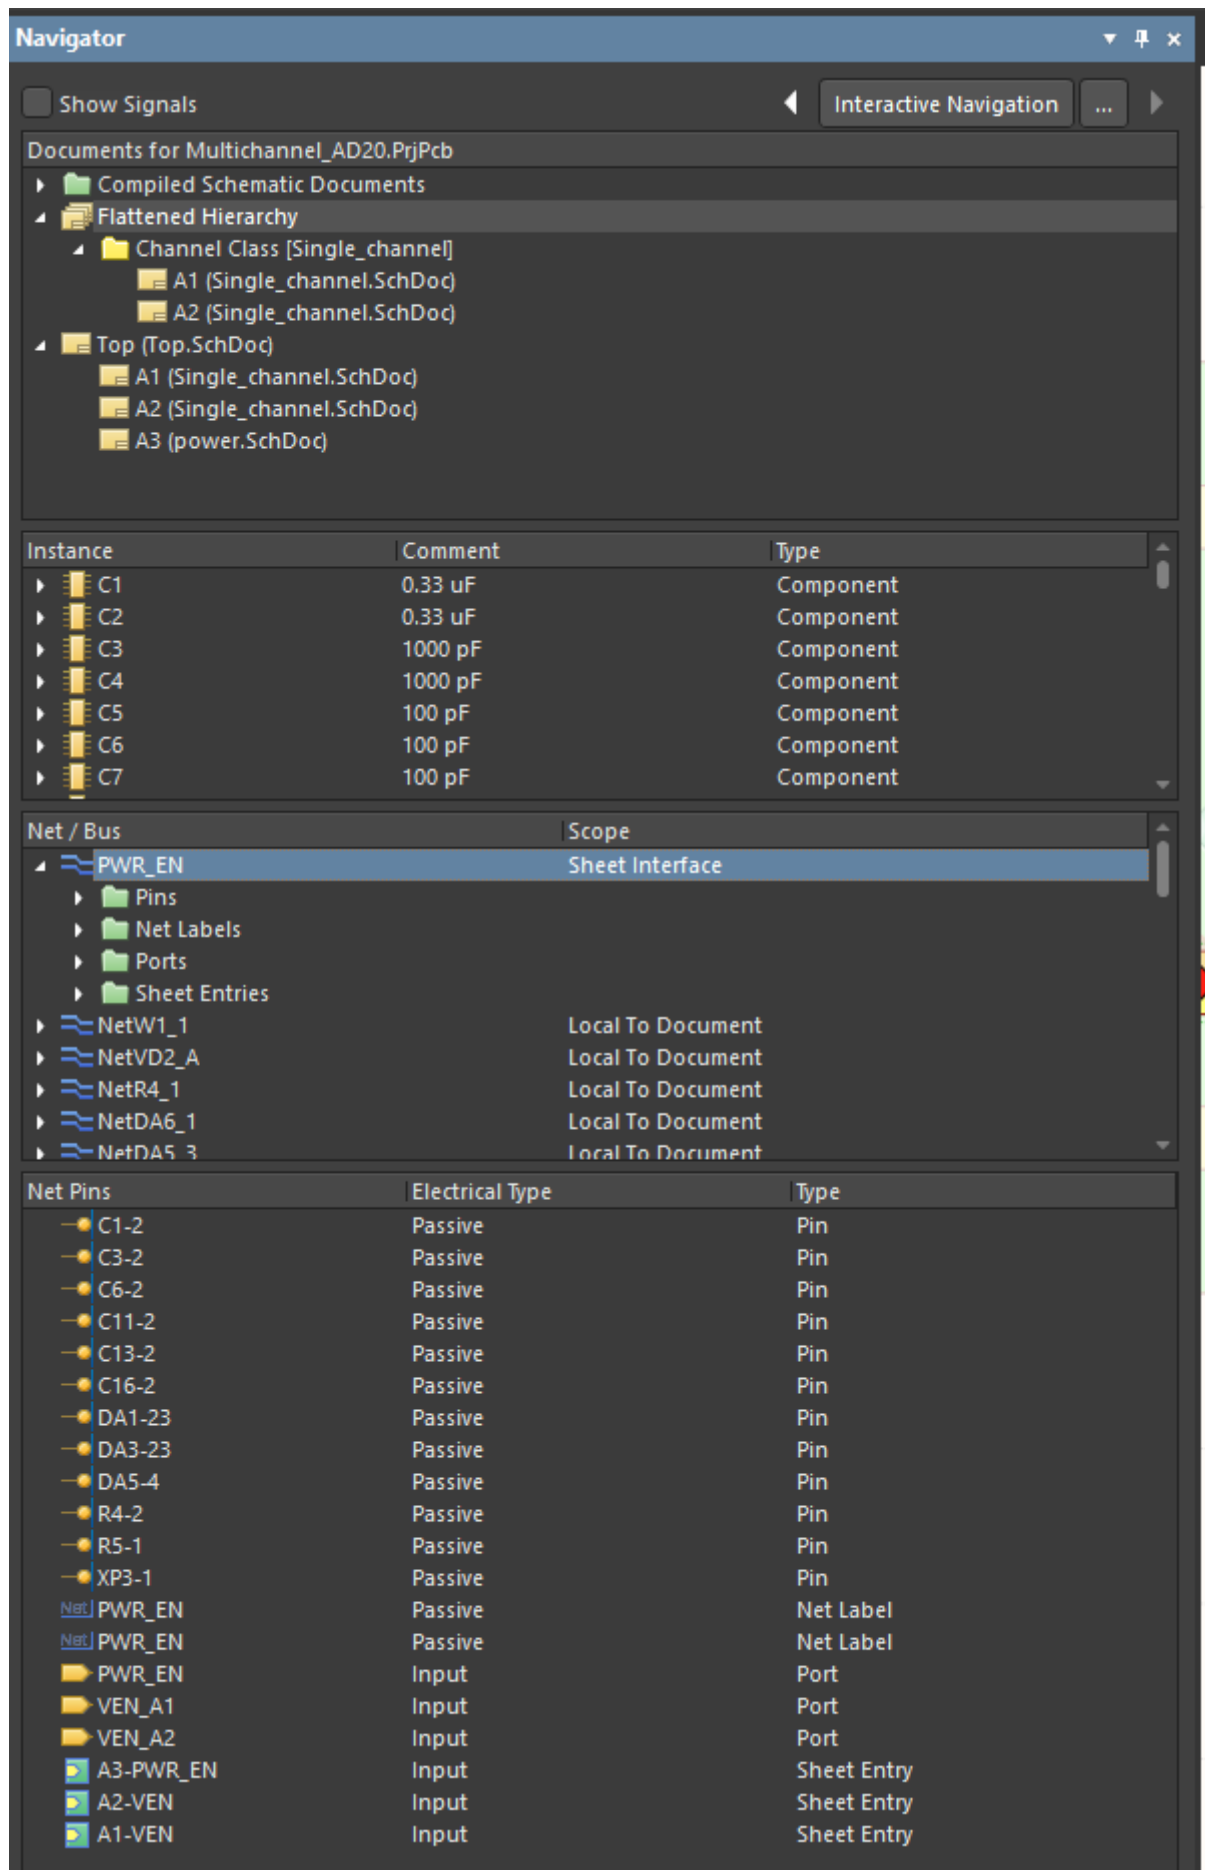 Navigator
Show Signals Interactive Navigation ...
Documents for Multichannel_AD20.PrjPcb
Compiled Schematic Documents
Flattened Hierarchy
Channel Class [Single_channel]
A1 (Single_channel.SchDoc)
A2 (Single_channel.SchDoc)
Top (Top.SchDoc)
A1 (Single_channel.SchDoc)
A2 (Single_channel.SchDoc)
A3 (power.SchDoc)
Instance Comment Type
C1 0.33 uF Component
C2 0.33 uF Component
C3 1000 pF Component
C4 1000 pF Component
C5 100 pF Component
C6 100 pF Component
C7 100 pF Component
Net / Bus Scope
PWR_EN Sheet Interface
Pins
Net Labels
Ports
Sheet Entries
NetW1_1 Local To Document
NetVD2_A Local To Document
NetR4_1 Local To Document
NetDA6_1 Local To Document
NetDA5_3 Local To Document
Net Pins Electrical Type Type
C1-2 Passive Pin
C3-2 Passive Pin
C6-2 Passive Pin
C11-2 Passive Pin
C13-2 Passive Pin
C16-2 Passive Pin
DA1-23 Passive Pin
DA3-23 Passive Pin
DA5-4 Passive Pin
R4-2 Passive Pin
R5-1 Passive Pin
XP3-1 Passive Pin
Net PWR_EN Passive Net Label
Net PWR_EN Passive Net Label
PWR_EN Input Port
VEN_A1 Input Port
VEN_A2 Input Port
A3-PWR_EN Input Sheet Entry
A2-VEN Input Sheet Entry
A1-VEN Input Sheet Entry